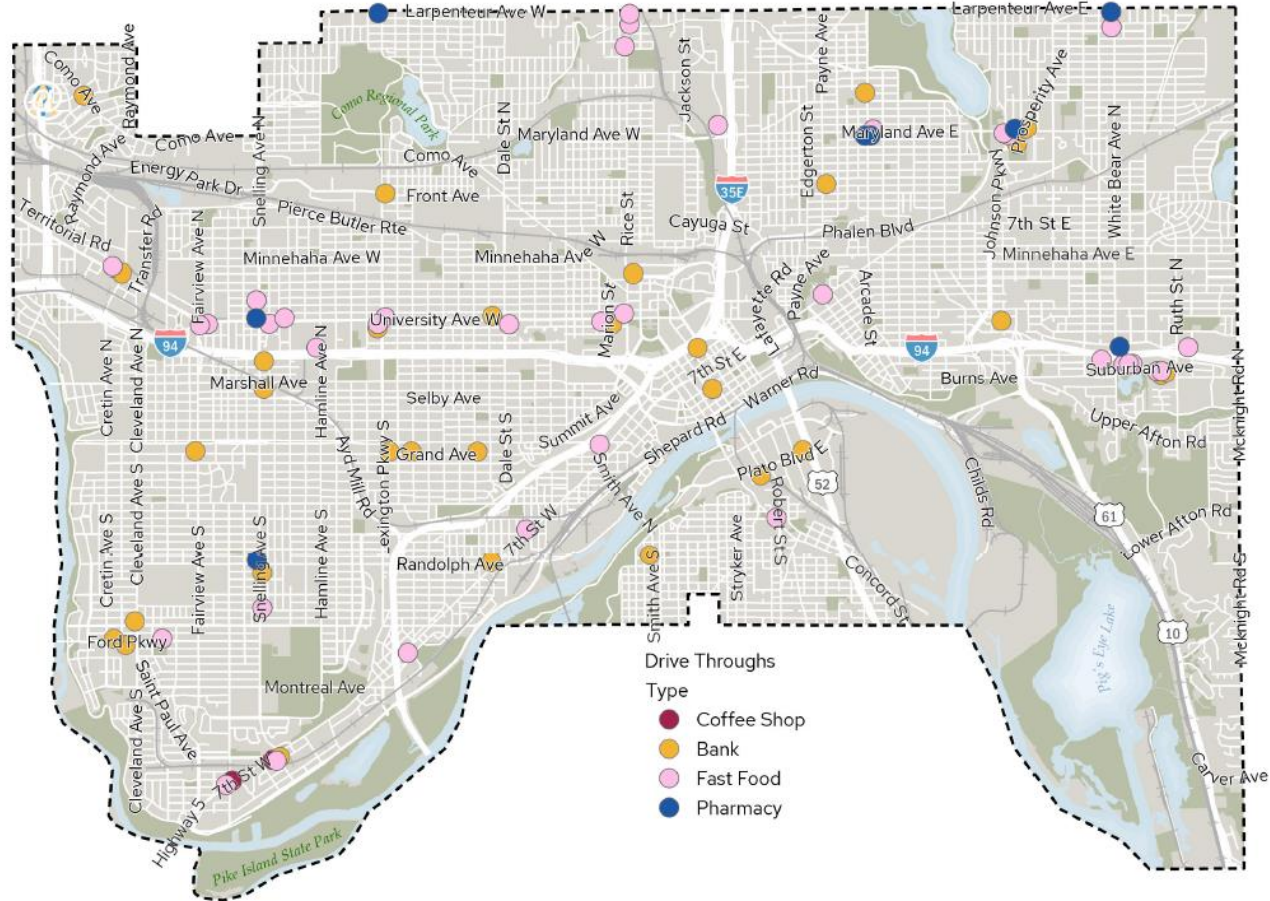 Larpenteur Ave W
Larpenteur Ave E
Como Ave
Raymond Ave
Como Regional Park
Jackson St
Payne Ave
Prosperity Ave
Como Ave
Snelling Ave N
Dale St N
Maryland Ave W
Edgerton St
Maryland Ave E
Johnson Pkwy
White Bear Ave N
Como Ave
Energy Park Dr
Raymond Ave
Front Ave
35E
Territorial Rd
Transfer Rd
Fairview Ave N
Pierce Butler Rte
Rice St
Cayuga St
Phalen Blvd
7th St E
Minnehaha Ave W
Minnehaha Ave W
Minnehaha Ave E
Lafayette Rd
Payne Ave
Arcade St
Ruth St N
University Ave W
Marion St
94
94
Cretin Ave N
Cleveland Ave N
Hamline Ave N
Marshall Ave
7th St E
Suburban Ave
Burns Ave
Mcknight Rd N
Selby Ave
Warner Rd
Summit Ave
Upper Afton Rd
Ayd Mill Rd
exington Pkwy S
Grand Ave
Dale St S
Shepard Rd
Smith Ave N
Plato Blvd E
52
Childs Rd
61
Lower Afton Rd
Cretin Ave S
Cleveland Ave S
Fairview Ave S
Snelling Ave S
Hamline Ave S
7th St W
Randolph Ave
Stryker Ave
Robert St S
Concord St
Smith Ave S
Mcknight Rd S
Ford Pkwy
10
Pig's Eye Lake
Montreal Ave
Saint Paul Ave
Cleveland Ave S
7th St W
Highway 5
Carver Ave
Pike Island State Park
Drive Throughs
Type
Coffee Shop
Bank
Fast Food
Pharmacy